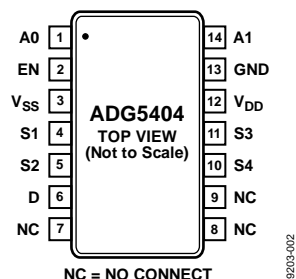 A0 1 14 A1
EN 2 13 GND
VSS 3 12 VDD
S1 4 11 S3
S2 5 10 S4
D 6 9 NC
NC 7 8 NC
ADG5404
TOP VIEW
(Not to Scale)
NC = NO CONNECT
9203-002